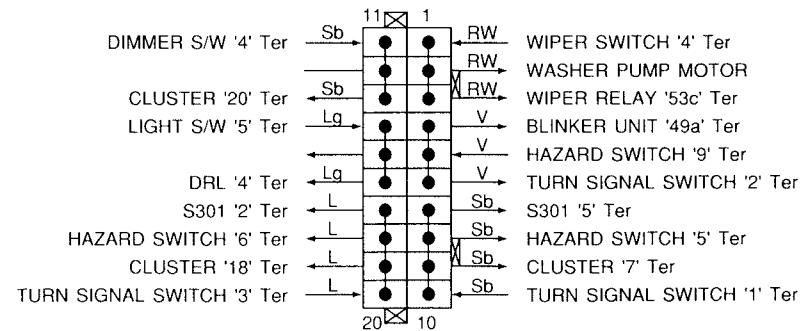 11 1
DIMMER S/W '4' Ter Sb RW WIPER SWITCH '4' Ter
RW WASHER PUMP MOTOR
CLUSTER '20' Ter Sb RW WIPER RELAY '53c' Ter
LIGHT S/W '5' Ter Lg V BLINKER UNIT '49a' Ter
V HAZARD SWITCH '9' Ter
DRL '4' Ter Lg V TURN SIGNAL SWITCH '2' Ter
S301 '2' Ter L Sb S301 '5' Ter
HAZARD SWITCH '6' Ter L Sb HAZARD SWITCH '5' Ter
CLUSTER '18' Ter L Sb CLUSTER '7' Ter
TURN SIGNAL SWITCH '3' Ter L Sb TURN SIGNAL SWITCH '1' Ter
20 10